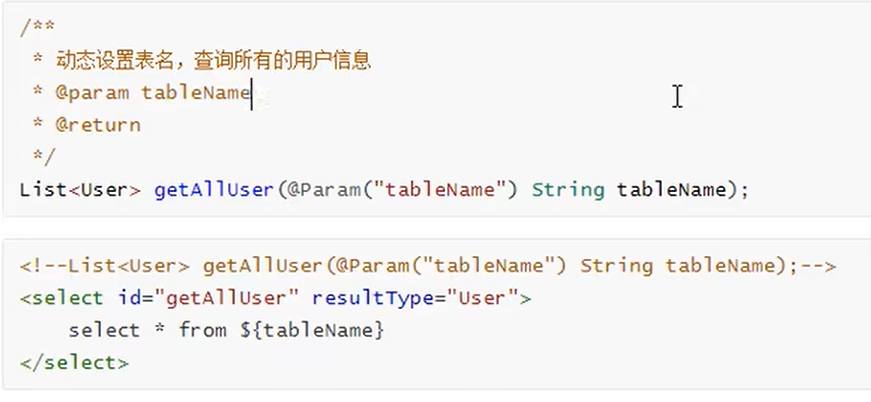 /**
* 动态设置表名，查询所有的用户信息
* @param tableName
* @return
*/
List<User> getAllUser(@Param("tableName") String tableName);
<!--List<User> getAllUser(@Param("tableName") String tableName);-->
<select id="getAllUser" resultType="User">
select * from ${tableName}
</select>